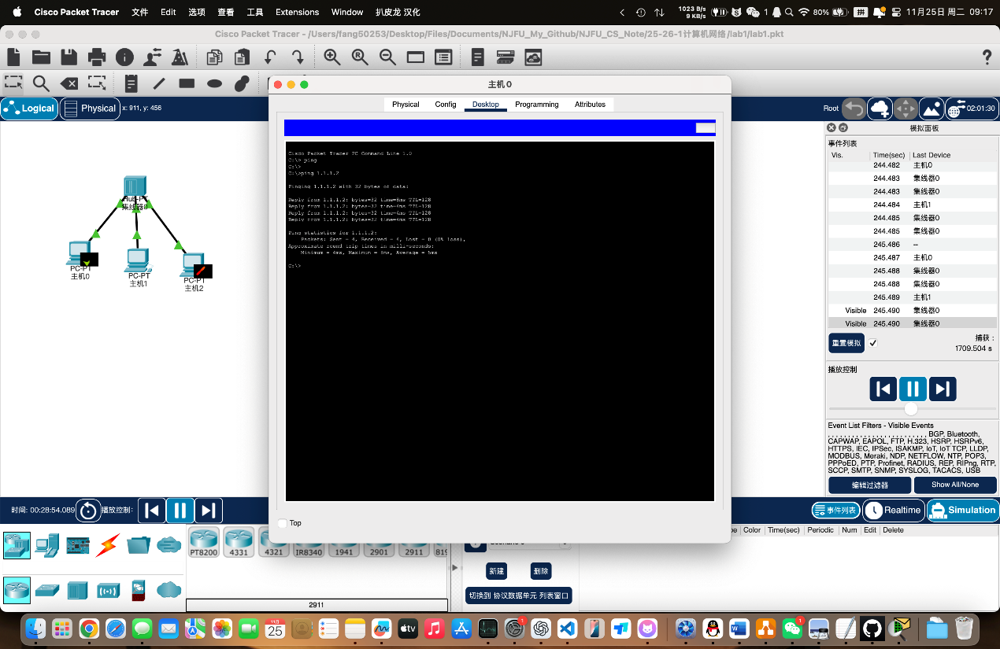 Cisco Packet Tracer 文件 Edit 选项 查看 工具 Extensions Window 扒皮龙 汉化 1023 B/s 9 KB/s 1 80% 拼 11月25日 周二 09:17
Cisco Packet Tracer - /Users/fang50253/Desktop/Files/Documents/NJFU_My_Github/NJFU_CS_Note/25-26-1计算机网络/lab1/lab1.pkt
主机 0
Logical Physical x: 911, y: 456
Root 02:01:30
Physical Config Desktop Programming Attributes
Cisco Packet Tracer PC Command Line 1.0
C:\> ping
C:\>
C:\>ping 1.1.1.2
Pinging 1.1.1.2 with 32 bytes of data:
Reply from 1.1.1.2: bytes=32 time=8ms TTL=128
Reply from 1.1.1.2: bytes=32 time=4ms TTL=128
Reply from 1.1.1.2: bytes=32 time=4ms TTL=128
Reply from 1.1.1.2: bytes=32 time=4ms TTL=128
Ping statistics for 1.1.1.2:
Packets: Sent = 4, Received = 4, Lost = 0 (0% loss),
Approximate round trip times in milli-seconds:
Minimum = 4ms, Maximum = 8ms, Average = 5ms
C:\>
Top
Hub-PT
集线器0
PC-PT
主机0
PC-PT
主机1
PC-PT
主机2
模拟面板
事件列表
Vis. Time(sec) Last Device
244.482 主机0
244.483 集线器0
244.483 集线器0
244.484 主机1
244.485 集线器0
244.485 集线器0
245.486 --
245.487 主机0
245.488 集线器0
245.488 集线器0
245.489 主机1
Visible 245.490 集线器0
Visible 245.490 集线器0
重置模拟 捕获：
1709.504 s
播放控制
Event List Filters - Visible Events
, , , , , , , , , , , , , , , , , , , , , BGP, Bluetooth,
CAPWAP, EAPOL, FTP, H.323, HSRP, HSRPv6,
HTTPS, IEC, IPSec, ISAKMP, IoT, IoT TCP, LLDP,
MODBUS, Meraki, NDP, NETFLOW, NTP, POP3,
PPPoED, PTP, Profinet, RADIUS, REP, RIPng, RTP,
SCCP, SMTP, SNMP, SYSLOG, TACACS, USB
编辑过滤器 Show All/None
时间: 00:28:54.089 播放控制:
事件列表 Realtime Simulation
PT8200 4331 4321 IR8340 1941 2901 2911 819
2911
新建 删除
切换到 协议数据单元 列表窗口
Color Time(sec) Periodic Num Edit Delete
11月
25
tv
1
1